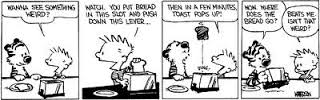 WANNA SEE SOMETHING
WEIRD?
WATCH. YOU PUT BREAD
IN THIS SLOT AND PUSH
DOWN THIS LEVER...
THEN IN A FEW MINUTES,
TOAST POPS UP!
NOW WHERE
DOES THE
BREAD GO?
BEATS ME.
ISN'T THAT
WEIRD?